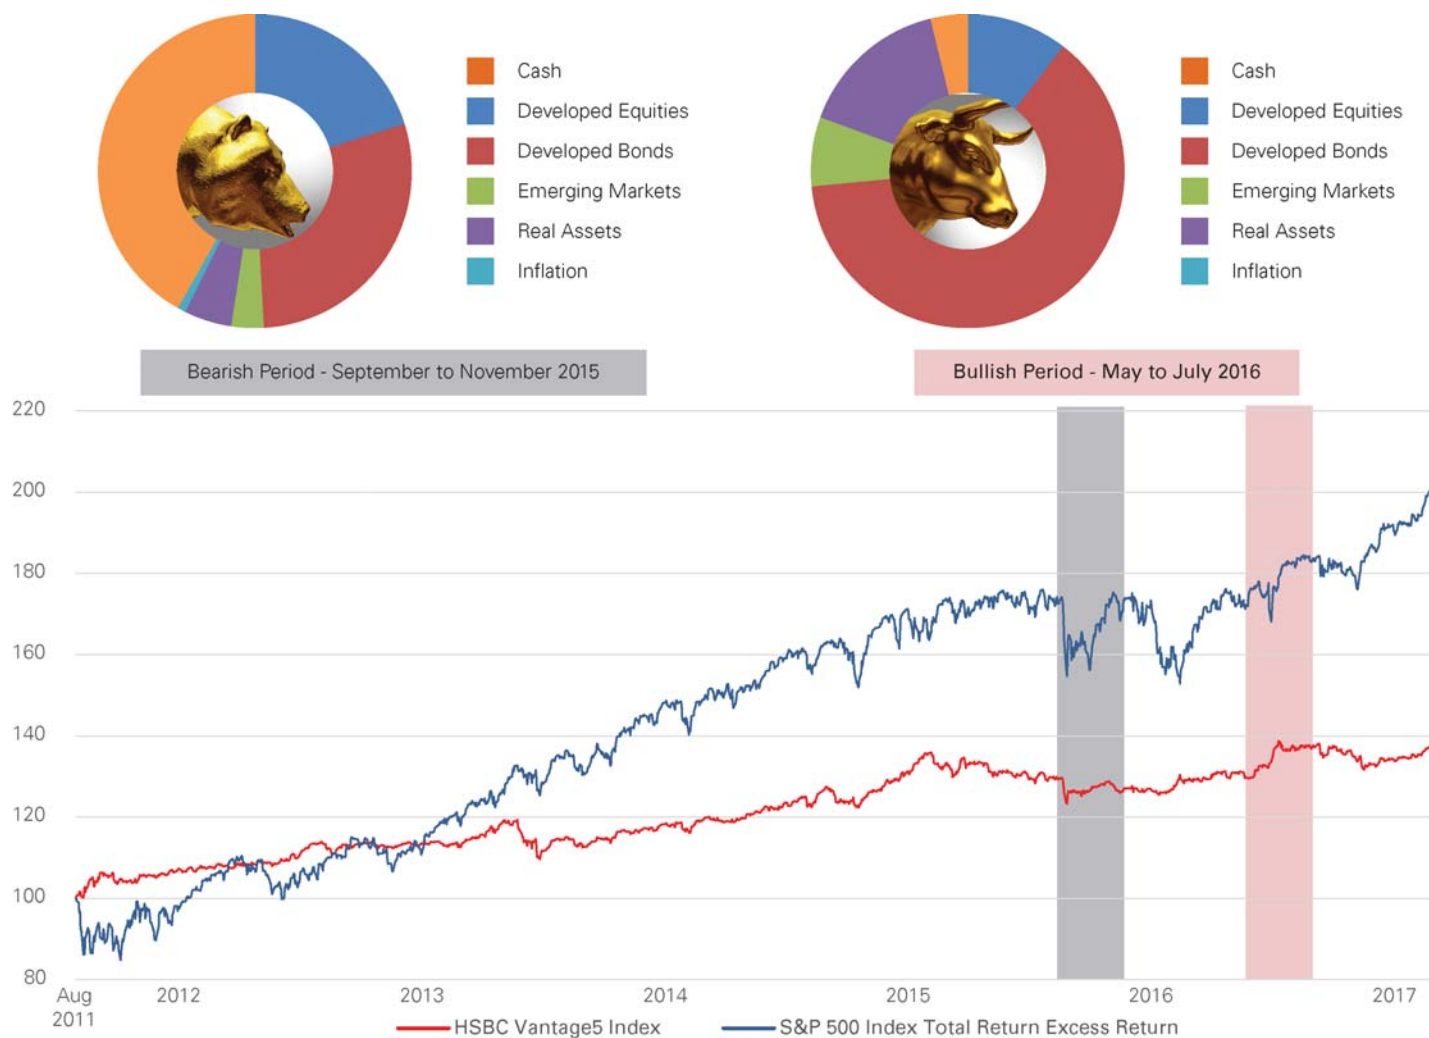 Cash
Developed Equities
Developed Bonds
Emerging Markets
Real Assets
Inflation
Cash
Developed Equities
Developed Bonds
Emerging Markets
Real Assets
Inflation
Bearish Period - September to November 2015
Bullish Period - May to July 2016
220
200
180
160
140
120
100
80
Aug 2012 2013 2014 2015 2016 2017
2011
HSBC Vantage5 Index S&P 500 Index Total Return Excess Return